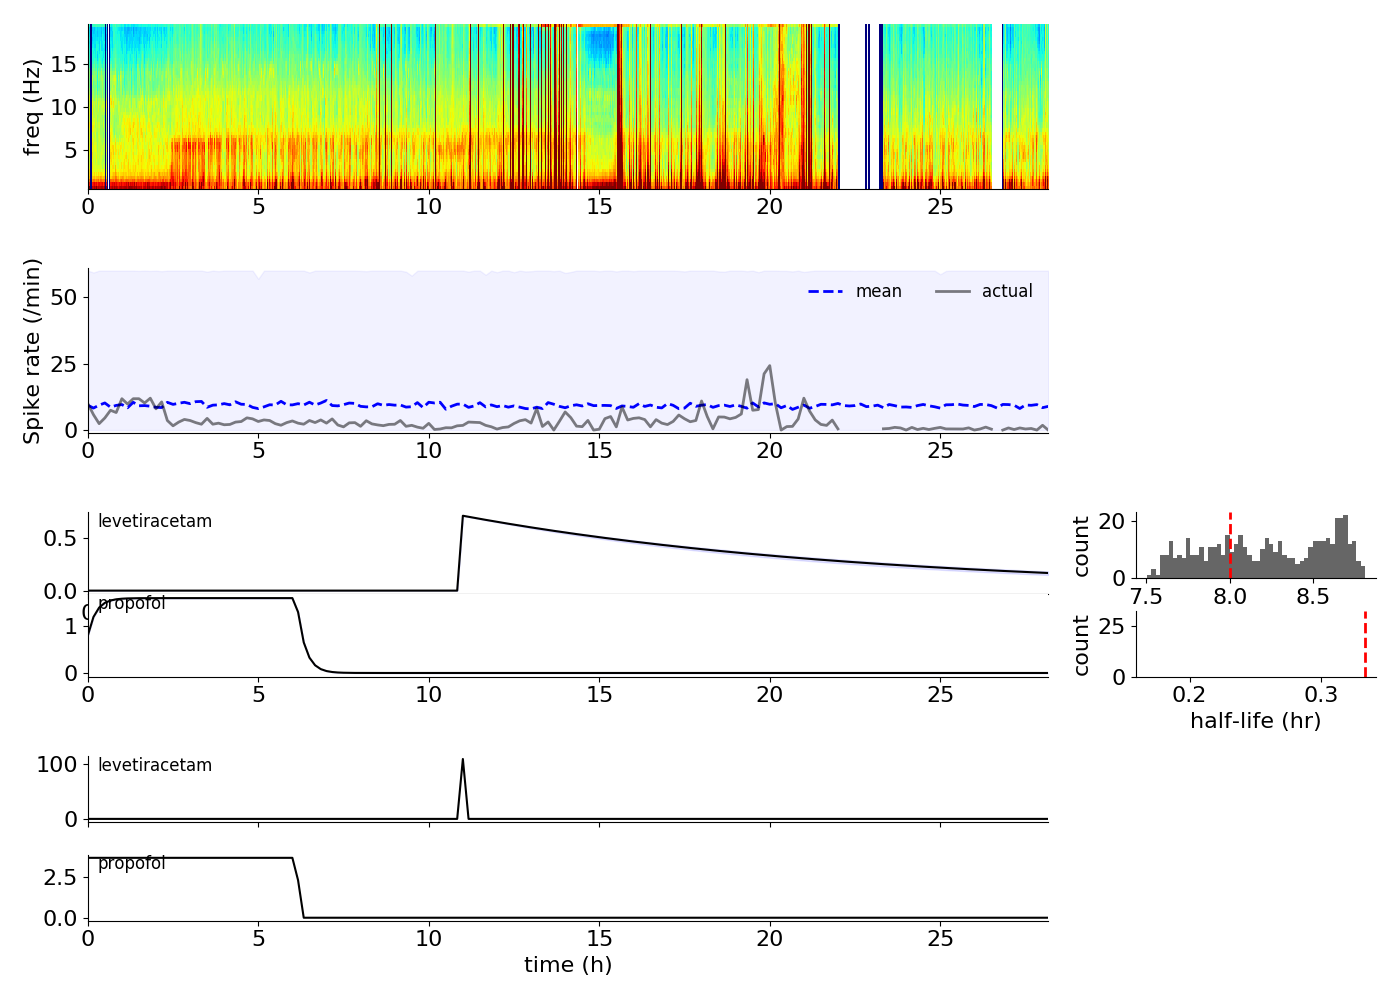 freq (Hz)
15
10
5
0 5 10 15 20 25
Spike rate (/min)
50
25
0
mean actual
0 5 10 15 20 25
levetiracetam
0.5
0.0
0
count
20
0
7.5 8.0 8.5
propofol
1
0
0 5 10 15 20 25
count
25
0
0.2 0.3
half-life (hr)
levetiracetam
100
0
propofol
2.5
0.0
0 5 10 15 20 25
time (h)